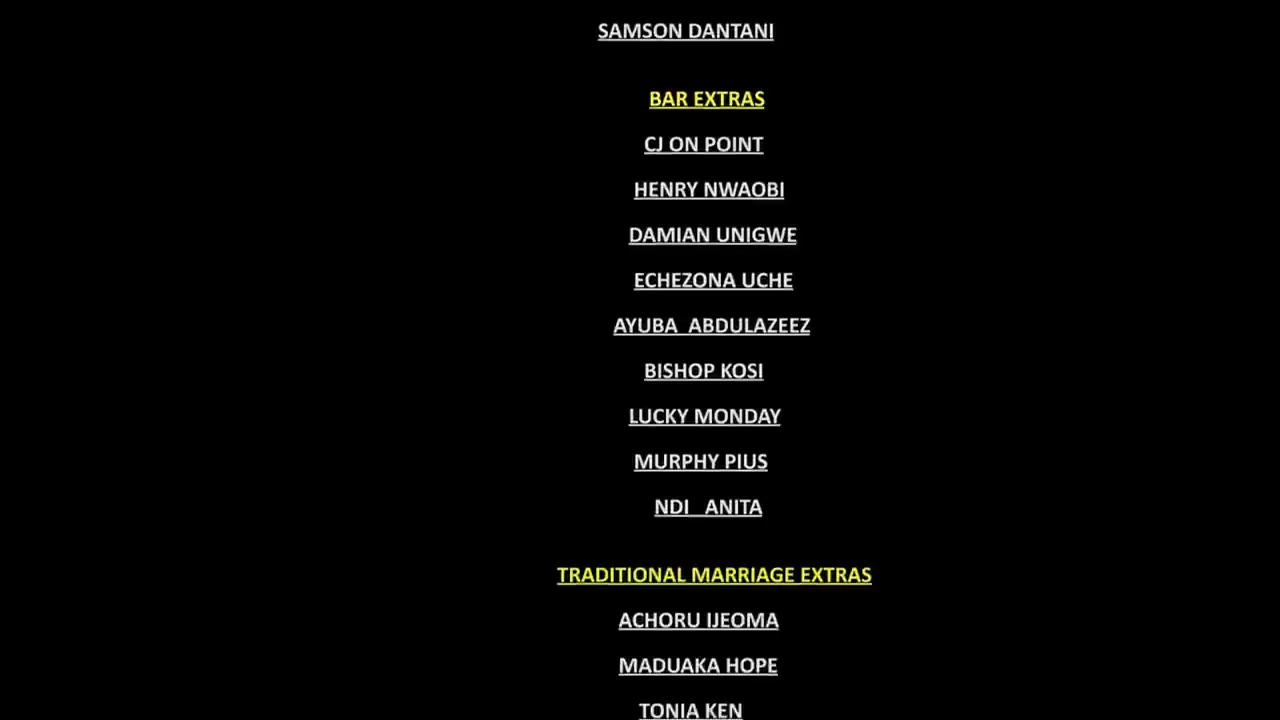 SAMSON DANTANI
BAR EXTRAS
CJ ON POINT
HENRY NWAOBI
DAMIAN UNIGWE
ECHEZONA UCHE
AYUBA ABDULAZEEZ
BISHOP KOSI
LUCKY MONDAY
MURPHY PIUS
NDI ANITA
TRADITIONAL MARRIAGE EXTRAS
ACHORU IJEOMA
MADUAKA HOPE
TONIA KEN